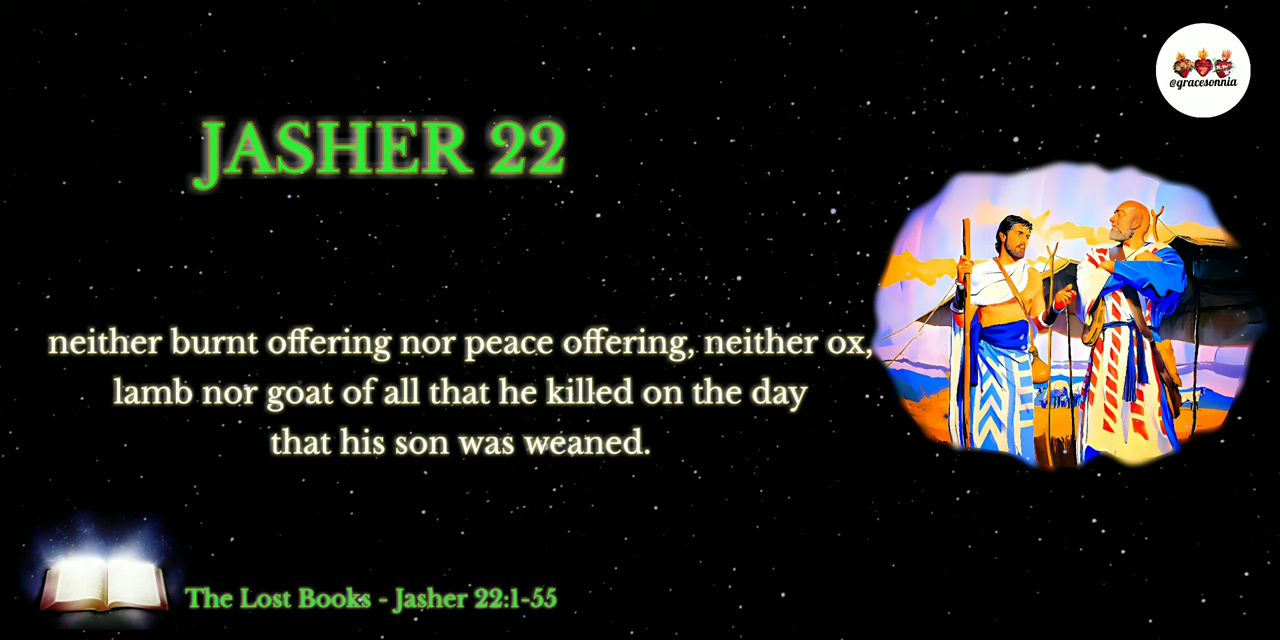 @gracesonnia
JASHER 22
neither burnt offering nor peace offering, neither ox,
lamb nor goat of all that he killed on the day
that his son was weaned.
The Lost Books - Jasher 22:1-55